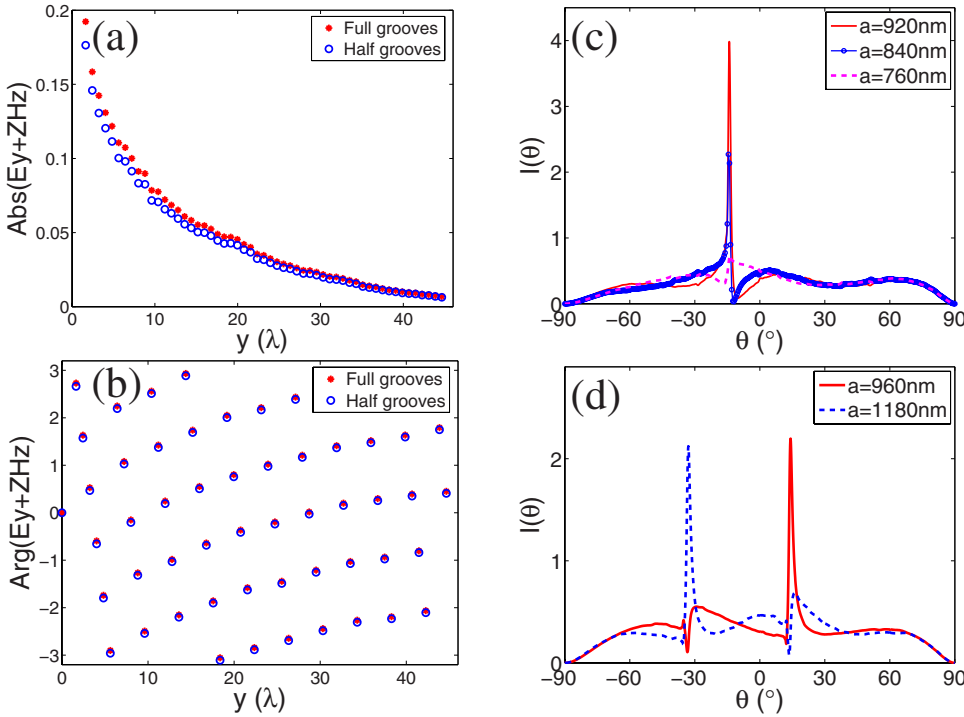 (a)
Full grooves
Half grooves
0.2
0.15
0.1
0.05
0
Abs(Ey+ZHz)
0 10 20 30 40
y (λ)
(b)
Full grooves
Half grooves
3
2
1
0
−1
−2
−3
Arg(Ey+ZHz)
0 10 20 30 40
y (λ)
(c)
a=920nm
a=840nm
a=760nm
4
3
2
1
0
I(θ)
−90 −60 −30 0 30 60 90
θ (°)
(d)
a=960nm
a=1180nm
2
1
0
I(θ)
−90 −60 −30 0 30 60 90
θ (°)